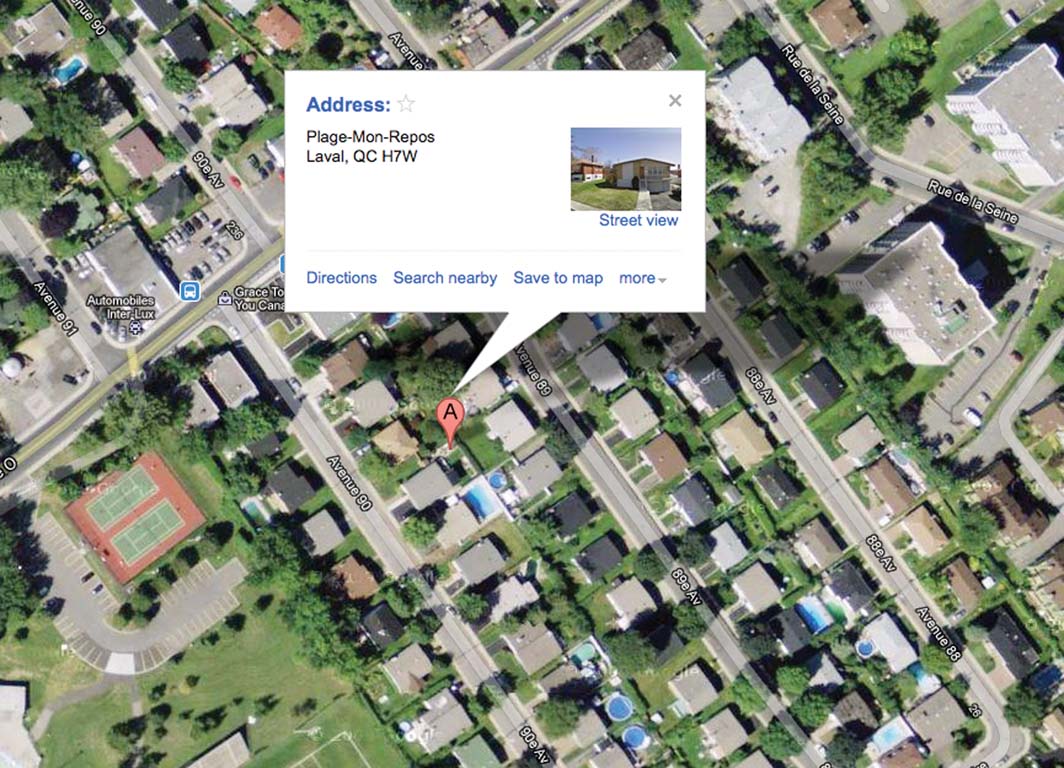 Avenue 90
Avenue
Rue de la Seine
Address:
Plage-Mon-Repos
Laval, QC H7W
Street view
Directions Search nearby Save to map more
90e Av
236
Rue de la Seine
Avenue 91
Automobiles
Inter-Lux
Grace To
You Cana
Avenue 89
88e Av
A
O
Avenue 90
88e Av
89e Av
Avenue 88
26
90e Av